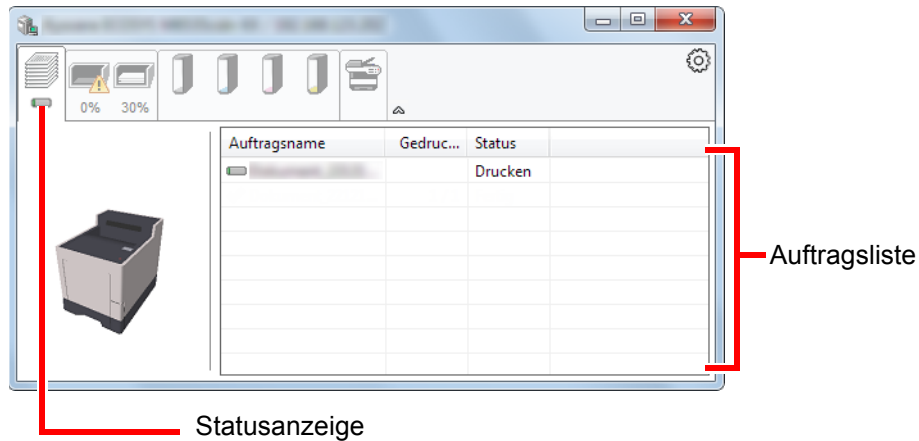 0% 30%
Auftragsname Gedruc... Status
Drucken
Auftragsliste
Statusanzeige